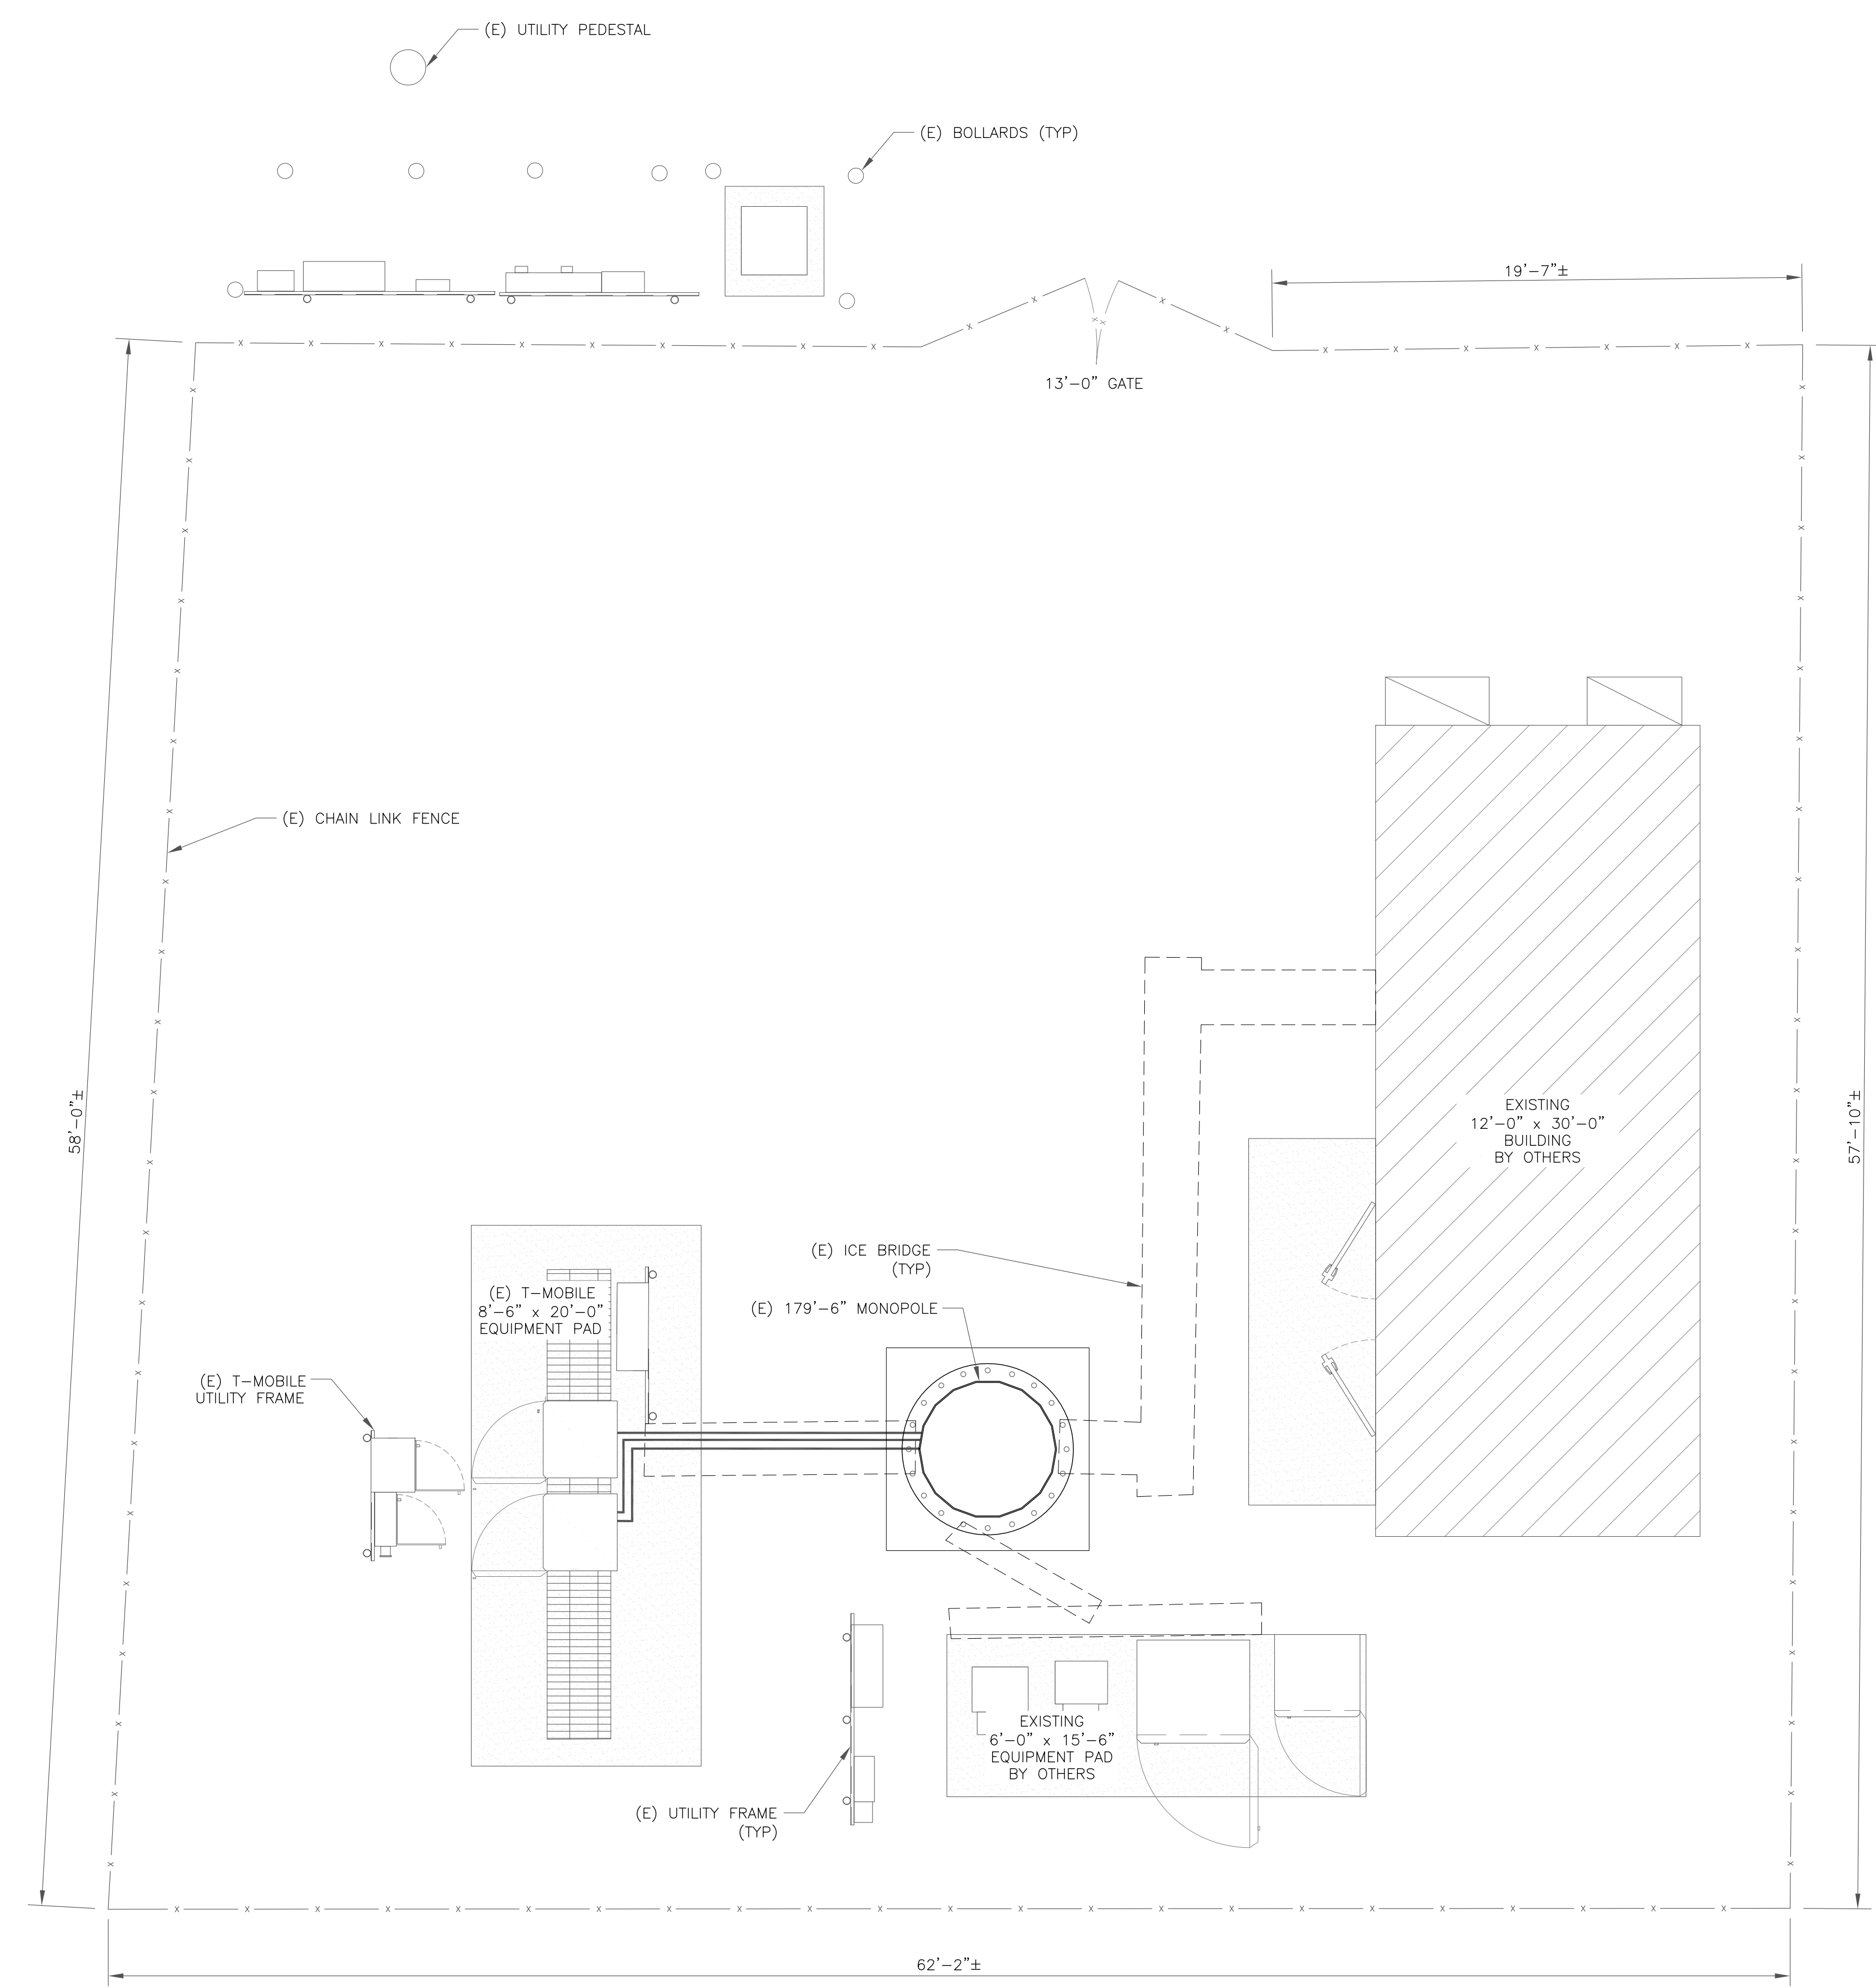 (E) UTILITY PEDESTAL
(E) BOLLARDS (TYP)
19'-7"±
13'-0" GATE
(E) CHAIN LINK FENCE
58'-0"±
57'-10"±
EXISTING
12'-0" x 30'-0"
BUILDING
BY OTHERS
(E) ICE BRIDGE
(TYP)
(E) T-MOBILE
8'-6" x 20'-0"
EQUIPMENT PAD
(E) 179'-6" MONOPOLE
(E) T-MOBILE
UTILITY FRAME
EXISTING
6'-0" x 15'-6"
EQUIPMENT PAD
BY OTHERS
(E) UTILITY FRAME
(TYP)
62'-2"±